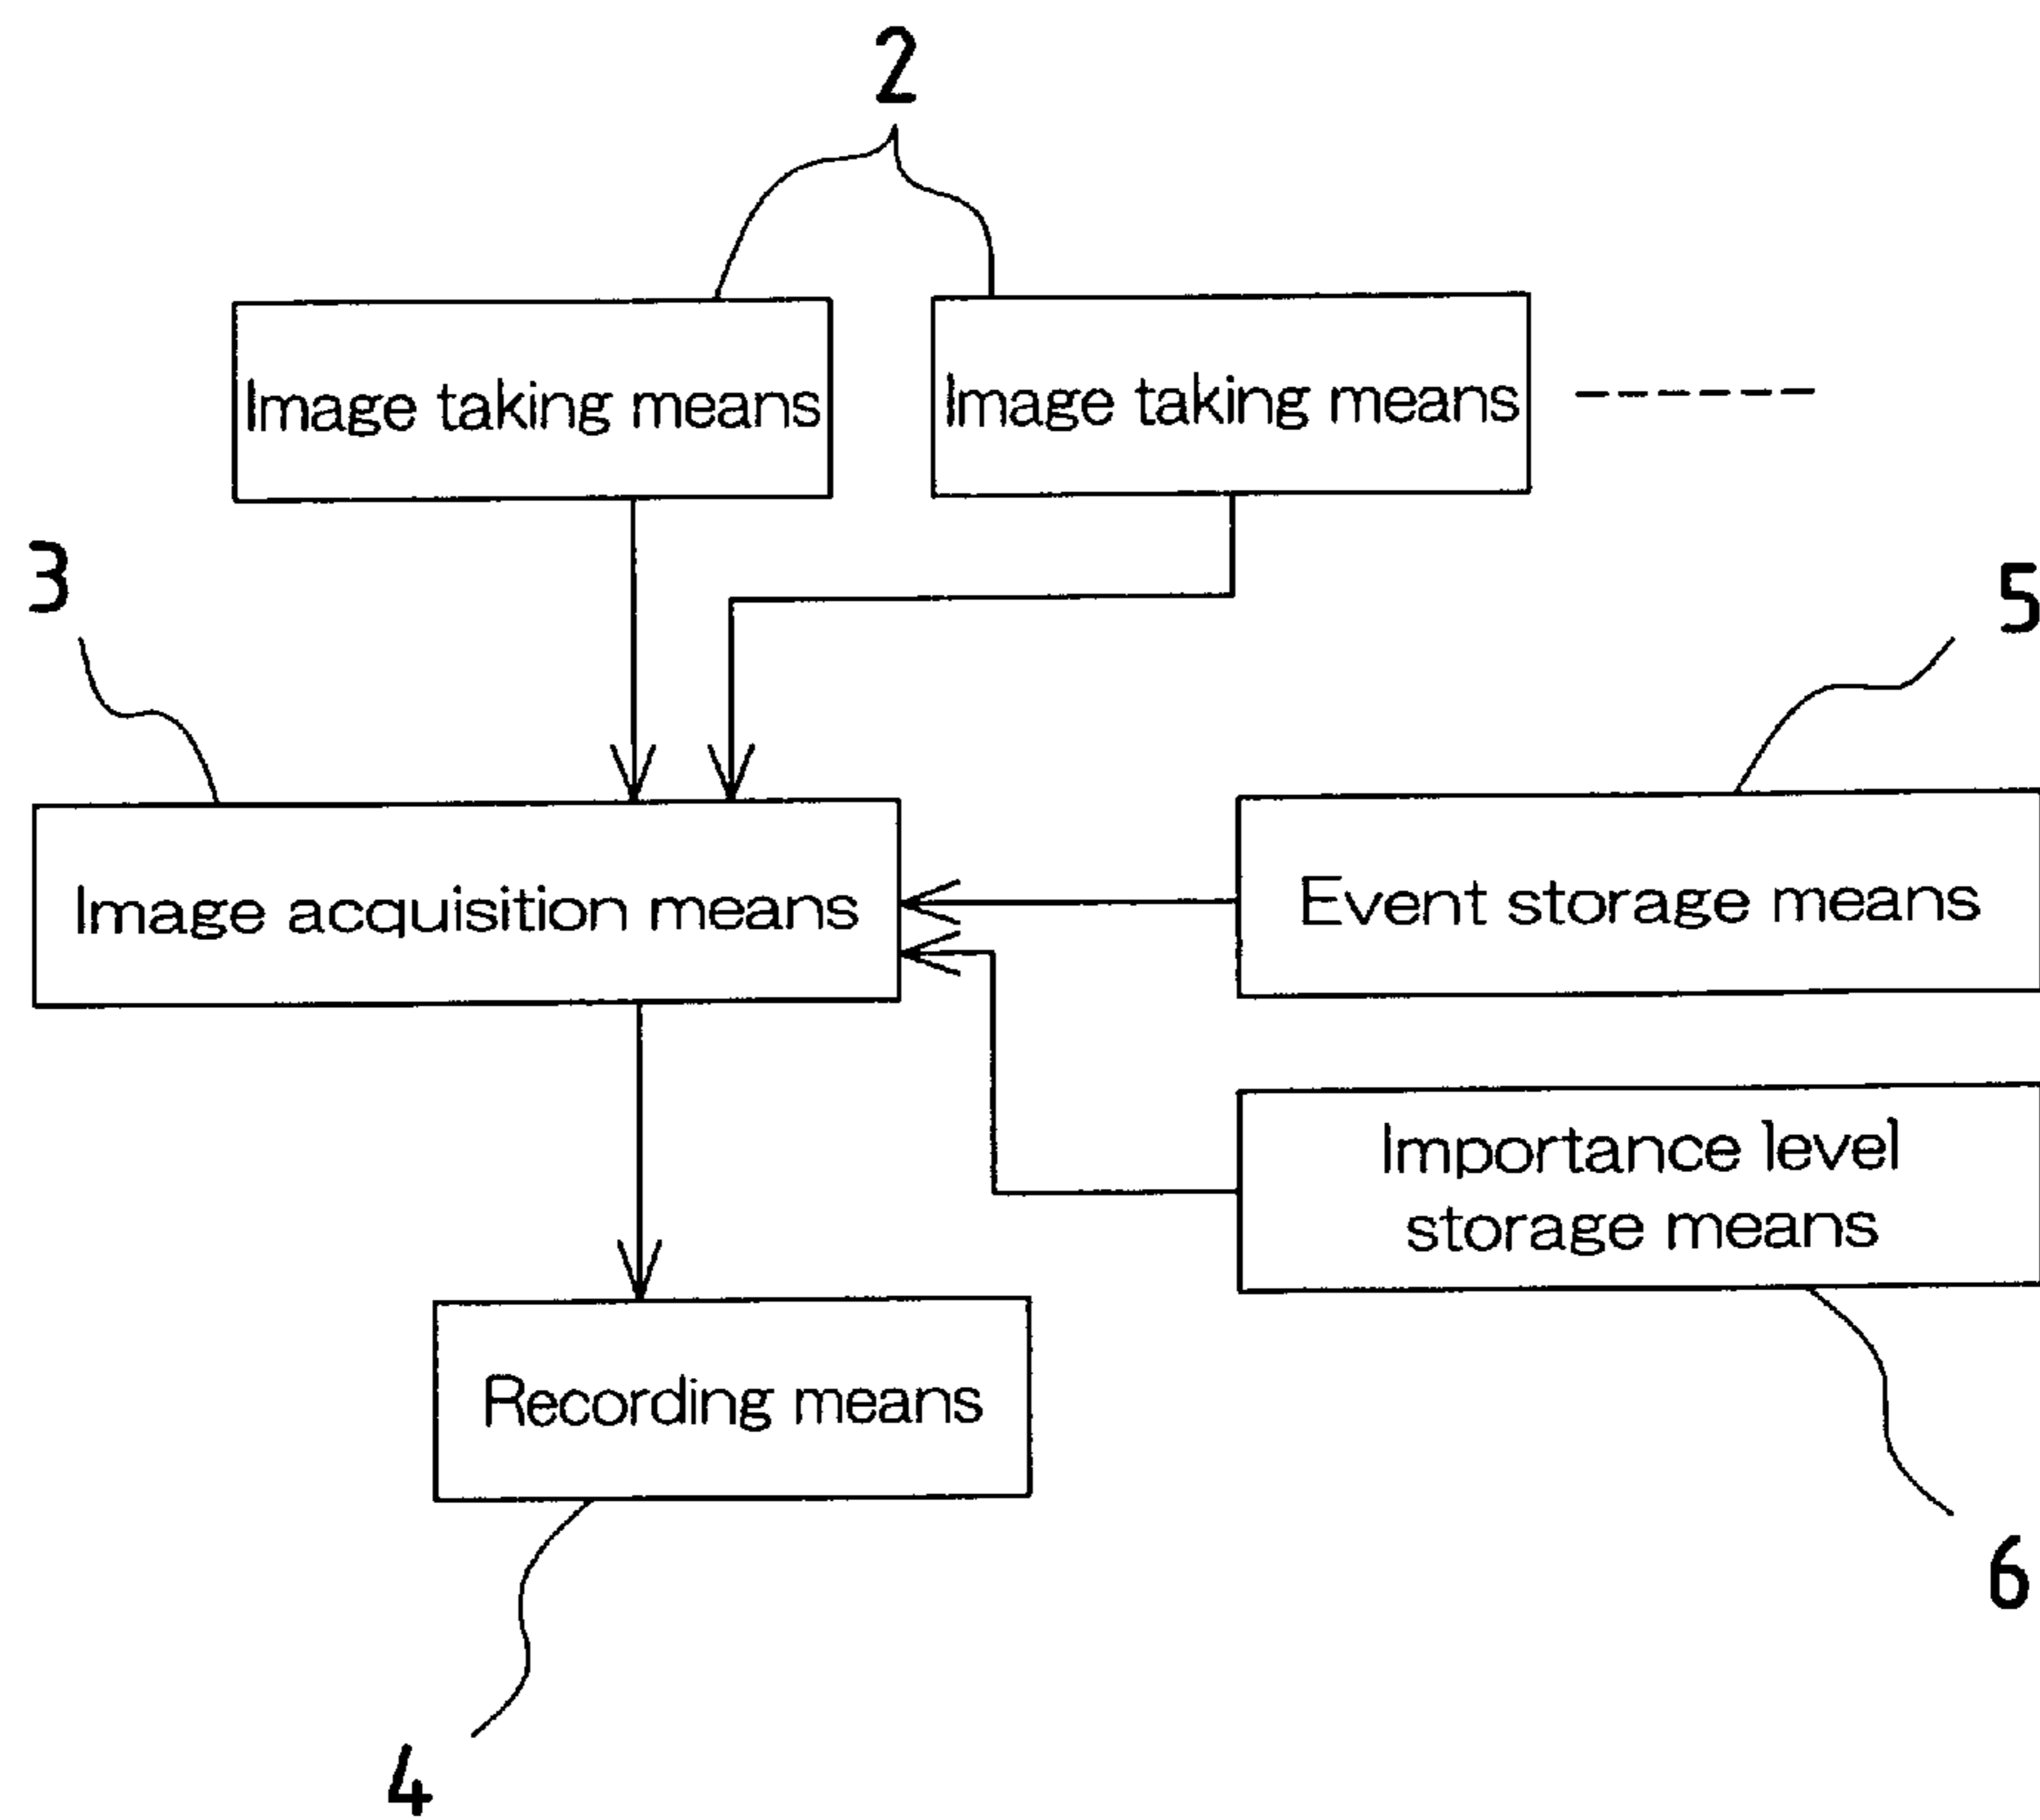 2
Image taking means
Image taking means
3
5
Image acquisition means
Event storage means
Importance level
storage means
Recording means
6
4